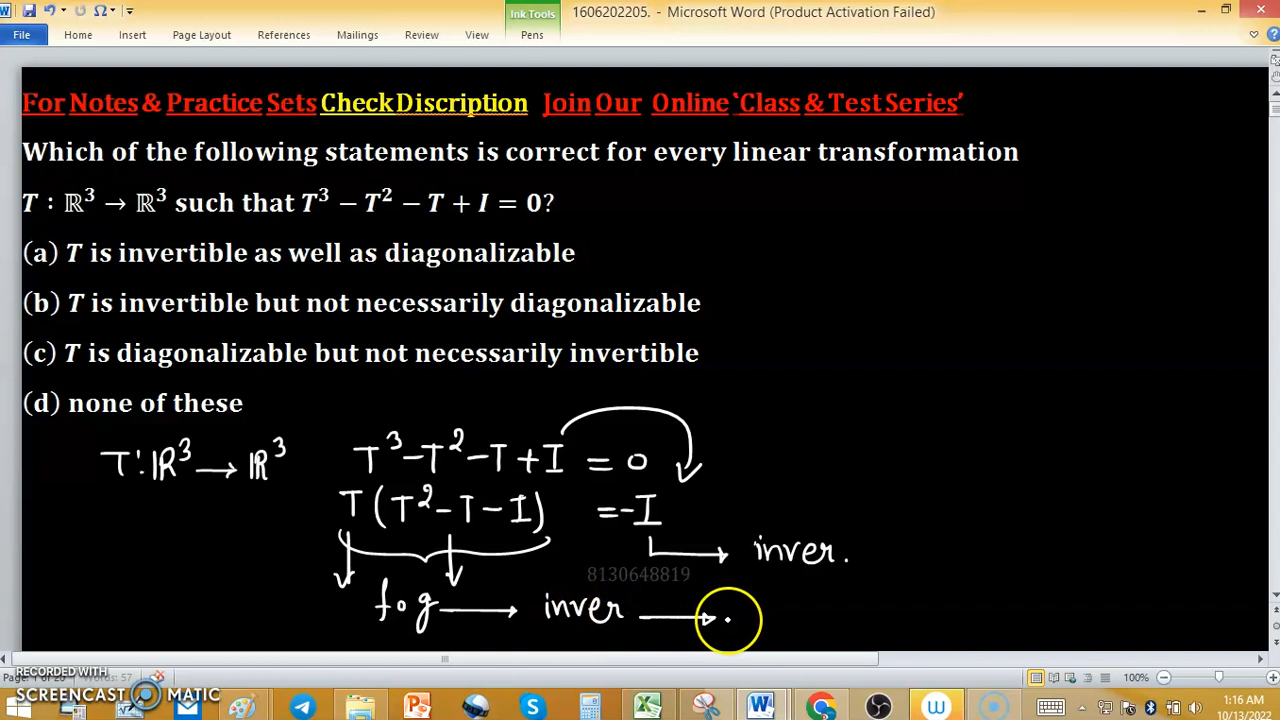 Ink Tools
1606202205. - Microsoft Word (Product Activation Failed)
File Home Insert Page Layout References Mailings Review View Pens
For Notes & Practice Sets Check Discription Join Our Online 'Class & Test Series'
Which of the following statements is correct for every linear transformation
T : ℝ³ → ℝ³ such that T³ − T² − T + I = 0?
(a) T is invertible as well as diagonalizable
(b) T is invertible but not necessarily diagonalizable
(c) T is diagonalizable but not necessarily invertible
(d) none of these
T: ℝ³ → ℝ³ T³ − T² − T + I = 0
T(T² − T − I) = −I
→ inver.
8130648819
fog → inver →
RECORDED WITH
SCREENCAST MATIC
Words: 57
100%
1:16 AM
10/13/2022